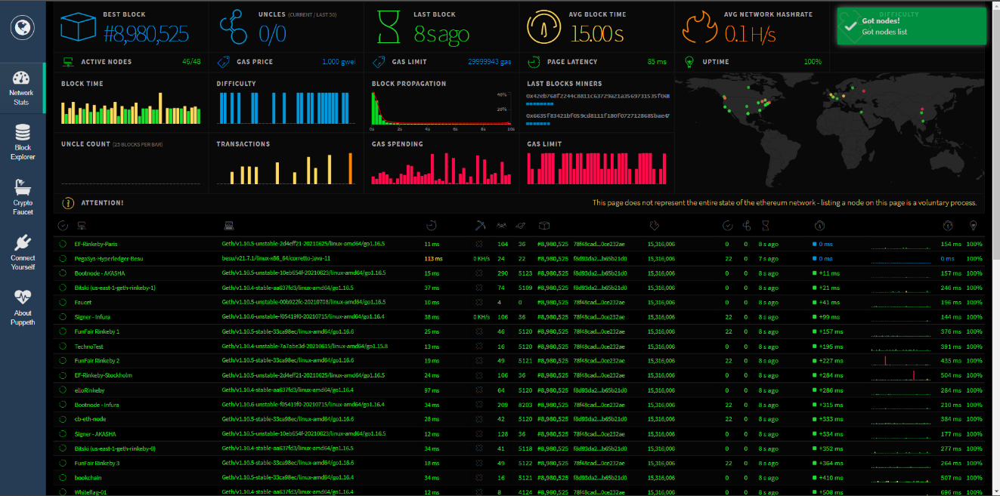 BEST BLOCK
#8,980,525
UNCLES (CURRENT / LAST 50)
0/0
LAST BLOCK
8 s ago
AVG BLOCK TIME
15.00 s
AVG NETWORK HASHRATE
0.1 H/s
DIFFICULTY
Got nodes!
Got nodes list
ACTIVE NODES 46/48
GAS PRICE 1.000 gwei
GAS LIMIT 29999943 gas
PAGE LATENCY 85 ms
UPTIME 100%
Network
Stats
Block
Explorer
Crypto
Faucet
Connect
Yourself
About
Puppeth
BLOCK TIME
DIFFICULTY
BLOCK PROPAGATION
40%
20%
0s 2s 4s 6s 8s 10s
LAST BLOCKS MINERS
0x42eb768f2244c8811c63729a21a3569731535f068
0x6635f83421bf059cd8111f180f0727128685bae47
UNCLE COUNT (25 BLOCKS PER BAR)
TRANSACTIONS
GAS SPENDING
GAS LIMIT
ATTENTION!
This page does not represent the entire state of the ethereum network - listing a node on this page is a voluntary process.
EF-Rinkeby-Paris Geth/v1.10.5-unstable-2d4eff21-20210625/linux-amd64/go1.16.5 11 ms 104 36 #8,980,525 78f48cad...0ce232ae 15,316,006 0 0 8 s ago 0 ms 154 ms 100%
PegaSys-Hyperledger-Besu besu/v21.7.1/linux-x86_64/corretto-java-11 113 ms 0 KH/s 24 22 #8,980,525 f8d93da2...b65b21d0 15,316,006 22 0 7 s ago 0 ms 0 ms 100%
Bootnode - AKASHA Geth/v1.10.5-unstable-10eb654f-20210623/linux-amd64/go1.16.5 15 ms 290 5123 #8,980,525 f8d93da2...b65b21d0 15,316,006 0 0 8 s ago +11 ms 157 ms 100%
Bitski (us-east-1-geth-rinkeby-1) Geth/v1.10.4-stable-aa637fd3/linux-amd64/go1.16.5 37 ms 74 5109 #8,980,525 f8d93da2...b65b21d0 15,316,006 0 0 8 s ago +21 ms 246 ms 100%
Faucet Geth/v1.10.5-unstable-00b922fc-20210708/linux-amd64/go1.16.5 10 ms 4 0 #8,980,525 78f48cad...0ce232ae 15,316,006 0 0 8 s ago +41 ms 196 ms 100%
Signer - Infura Geth/v1.10.6-unstable-f05419f0-20210715/linux-amd64/go1.16.4 38 ms 0 KH/s 106 36 #8,980,525 78f48cad...0ce232ae 15,316,006 22 0 8 s ago +99 ms 144 ms 100%
FunFair Rinkeby 1 Geth/v1.10.5-stable-33ca98ec/linux-amd64/go1.16.6 25 ms 46 5120 #8,980,525 78f48cad...0ce232ae 15,316,006 22 0 8 s ago +157 ms 376 ms 100%
TechnoTest Geth/v1.10.4-unstable-7a7abe3d-20210615/linux-amd64/go1.15.8 13 ms 16 5120 #8,980,525 78f48cad...0ce232ae 15,316,006 0 0 8 s ago +195 ms 391 ms 100%
FunFair Rinkeby 2 Geth/v1.10.5-stable-33ca98ec/linux-amd64/go1.16.6 19 ms 49 5121 #8,980,525 78f48cad...0ce232ae 15,316,006 22 0 8 s ago +227 ms 435 ms 100%
EF-Rinkeby-Stockholm Geth/v1.10.5-unstable-2d4eff21-20210625/linux-amd64/go1.16.5 24 ms 106 36 #8,980,525 78f48cad...0ce232ae 15,316,006 0 0 8 s ago +284 ms 504 ms 100%
elloRinkeby Geth/v1.10.4-stable-aa637fd3/linux-amd64/go1.16.4 97 ms 64 5120 #8,980,525 f8d93da2...b65b21d0 15,316,006 0 0 8 s ago +286 ms 284 ms 100%
Bootnode - Infura Geth/v1.10.6-unstable-f05419f0-20210715/linux-amd64/go1.16.4 34 ms 209 8203 #8,980,525 78f48cad...0ce232ae 15,316,006 22 0 8 s ago +315 ms 210 ms 100%
cb-eth-node Geth/v1.10.5-stable-33ca98ec/linux-amd64/go1.16.6 28 ms 42 5120 #8,980,525 f8d93da2...b65b21d0 15,316,006 22 0 8 s ago +333 ms 384 ms 100%
Signer - AKASHA Geth/v1.10.5-unstable-10eb654f-20210623/linux-amd64/go1.16.5 12 ms 128 36 #8,980,525 78f48cad...0ce232ae 15,316,006 0 0 8 s ago +334 ms 177 ms 100%
Bitski (us-east-1-geth-rinkeby-0) Geth/v1.10.4-stable-aa637fd3/linux-amd64/go1.16.5 34 ms 41 5118 #8,980,525 78f48cad...0ce232ae 15,316,006 0 0 8 s ago +352 ms 277 ms 100%
FunFair Rinkeby 3 Geth/v1.10.5-stable-33ca98ec/linux-amd64/go1.16.6 18 ms 49 5122 #8,980,525 78f48cad...0ce232ae 15,316,006 22 0 8 s ago +364 ms 264 ms 100%
bookchain Geth/v1.10.5-stable-33ca98ec/linux-amd64/go1.16.4 34 ms 16 5121 #8,980,525 f8d93da2...b65b21d0 15,316,006 0 0 8 s ago +410 ms 507 ms 100%
Whiteflag-01 Geth/v1.10.4-stable-aa637fd3/linux-amd64/go1.16.4 12 ms 8 4124 #8,980,525 78f48cad...0ce232ae 15,316,006 0 0 8 s ago +508 ms 696 ms 100%